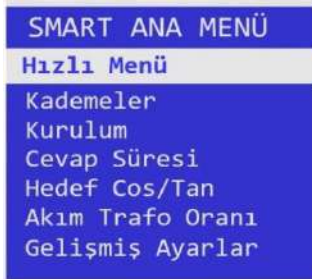 SMART ANA MENÜ
Hızlı Menü
Kademeler
Kurulum
Cevap Süresi
Hedef Cos/Tan
Akım Trafo Oranı
Gelişmiş Ayarlar